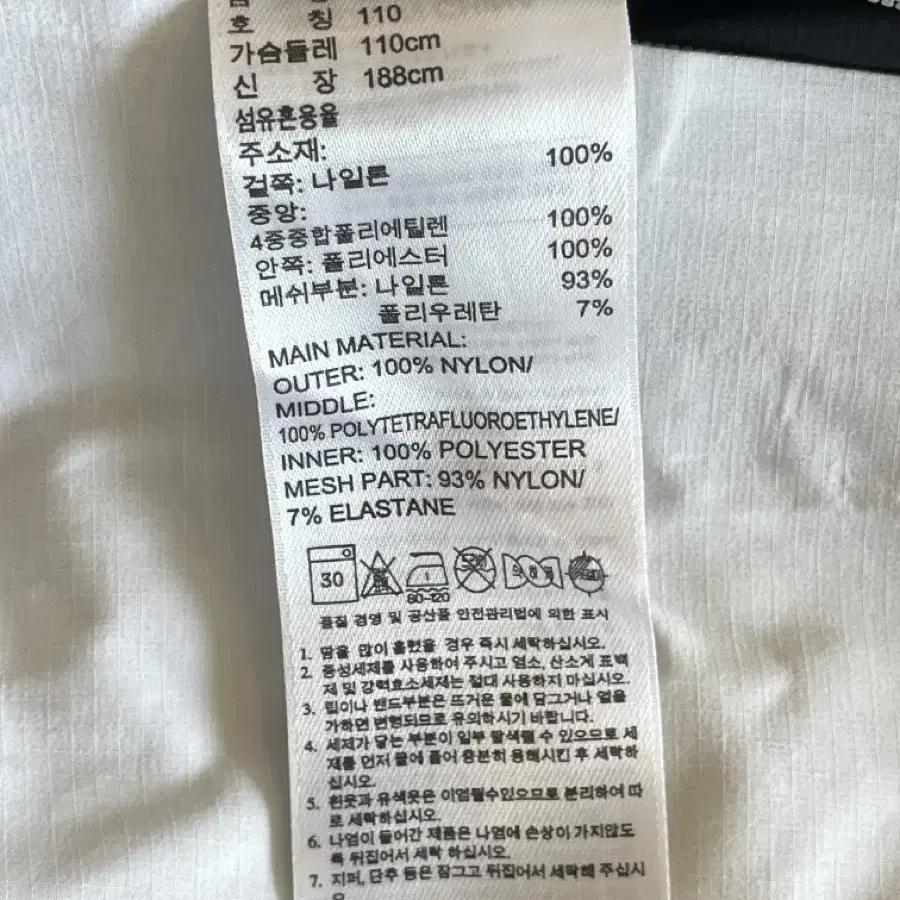 호 칭 110
가슴둘레 110cm
신 장 188cm
섬유혼용율
주소재:
겉쪽: 나일론 100%
중앙:
4중중합폴리에틸렌 100%
안쪽: 폴리에스터 100%
메쉬부분: 나일론 93%
폴리우레탄 7%
MAIN MATERIAL:
OUTER: 100% NYLON/
MIDDLE:
100% POLYTETRAFLUOROETHYLENE/
INNER: 100% POLYESTER
MESH PART: 93% NYLON/
7% ELASTANE
30
80~120
품질 경영 및 공산품 안전관리법에 의한 표시
1. 땀을 많이 흘렸을 경우 즉시 세탁하십시오.
2. 중성세제를 사용하여 주시고 염소, 산소계 표백
제 및 강력효소세제는 절대 사용하지 마십시오.
3. 립이나 밴드부분은 뜨거운 물에 담그거나 열을
가하면 변형되므로 유의하시기 바랍니다.
4. 세제가 닿는 부분이 일부 탈색될 수 있으므로 세
제를 먼저 물에 풀어 충분히 용해시킨 후 세탁하
십시오.
5. 흰옷과 유색옷은 이염될수있으므로 분리하여 따
로 세탁하십시오.
6. 나염이 들어간 제품은 나염에 손상이 가지않도
록 뒤집어서 세탁 하십시오.
7. 지퍼, 단추 등은 잠그고 뒤집어서 세탁해 주십시